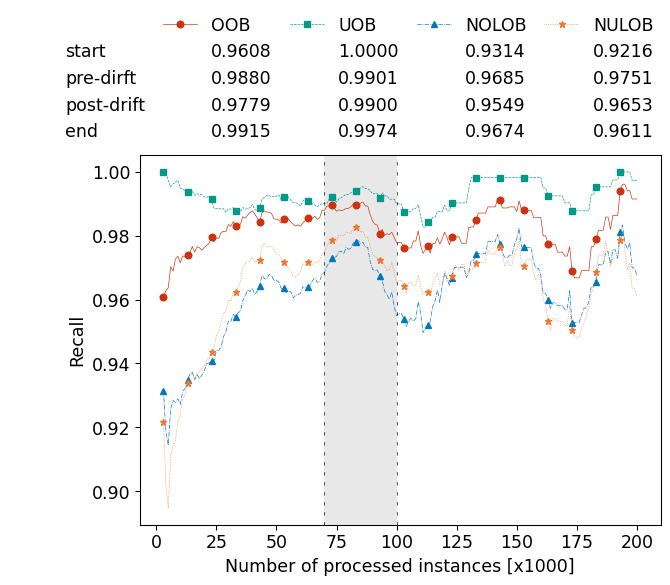 OOB UOB NOLOB NULOB
start 0.9608 1.0000 0.9314 0.9216
pre-dirft 0.9880 0.9901 0.9685 0.9751
post-drift 0.9779 0.9900 0.9549 0.9653
end 0.9915 0.9974 0.9674 0.9611
1.00
0.98
0.96
0.94
0.92
0.90
Recall
0 25 50 75 100 125 150 175 200
Number of processed instances [x1000]